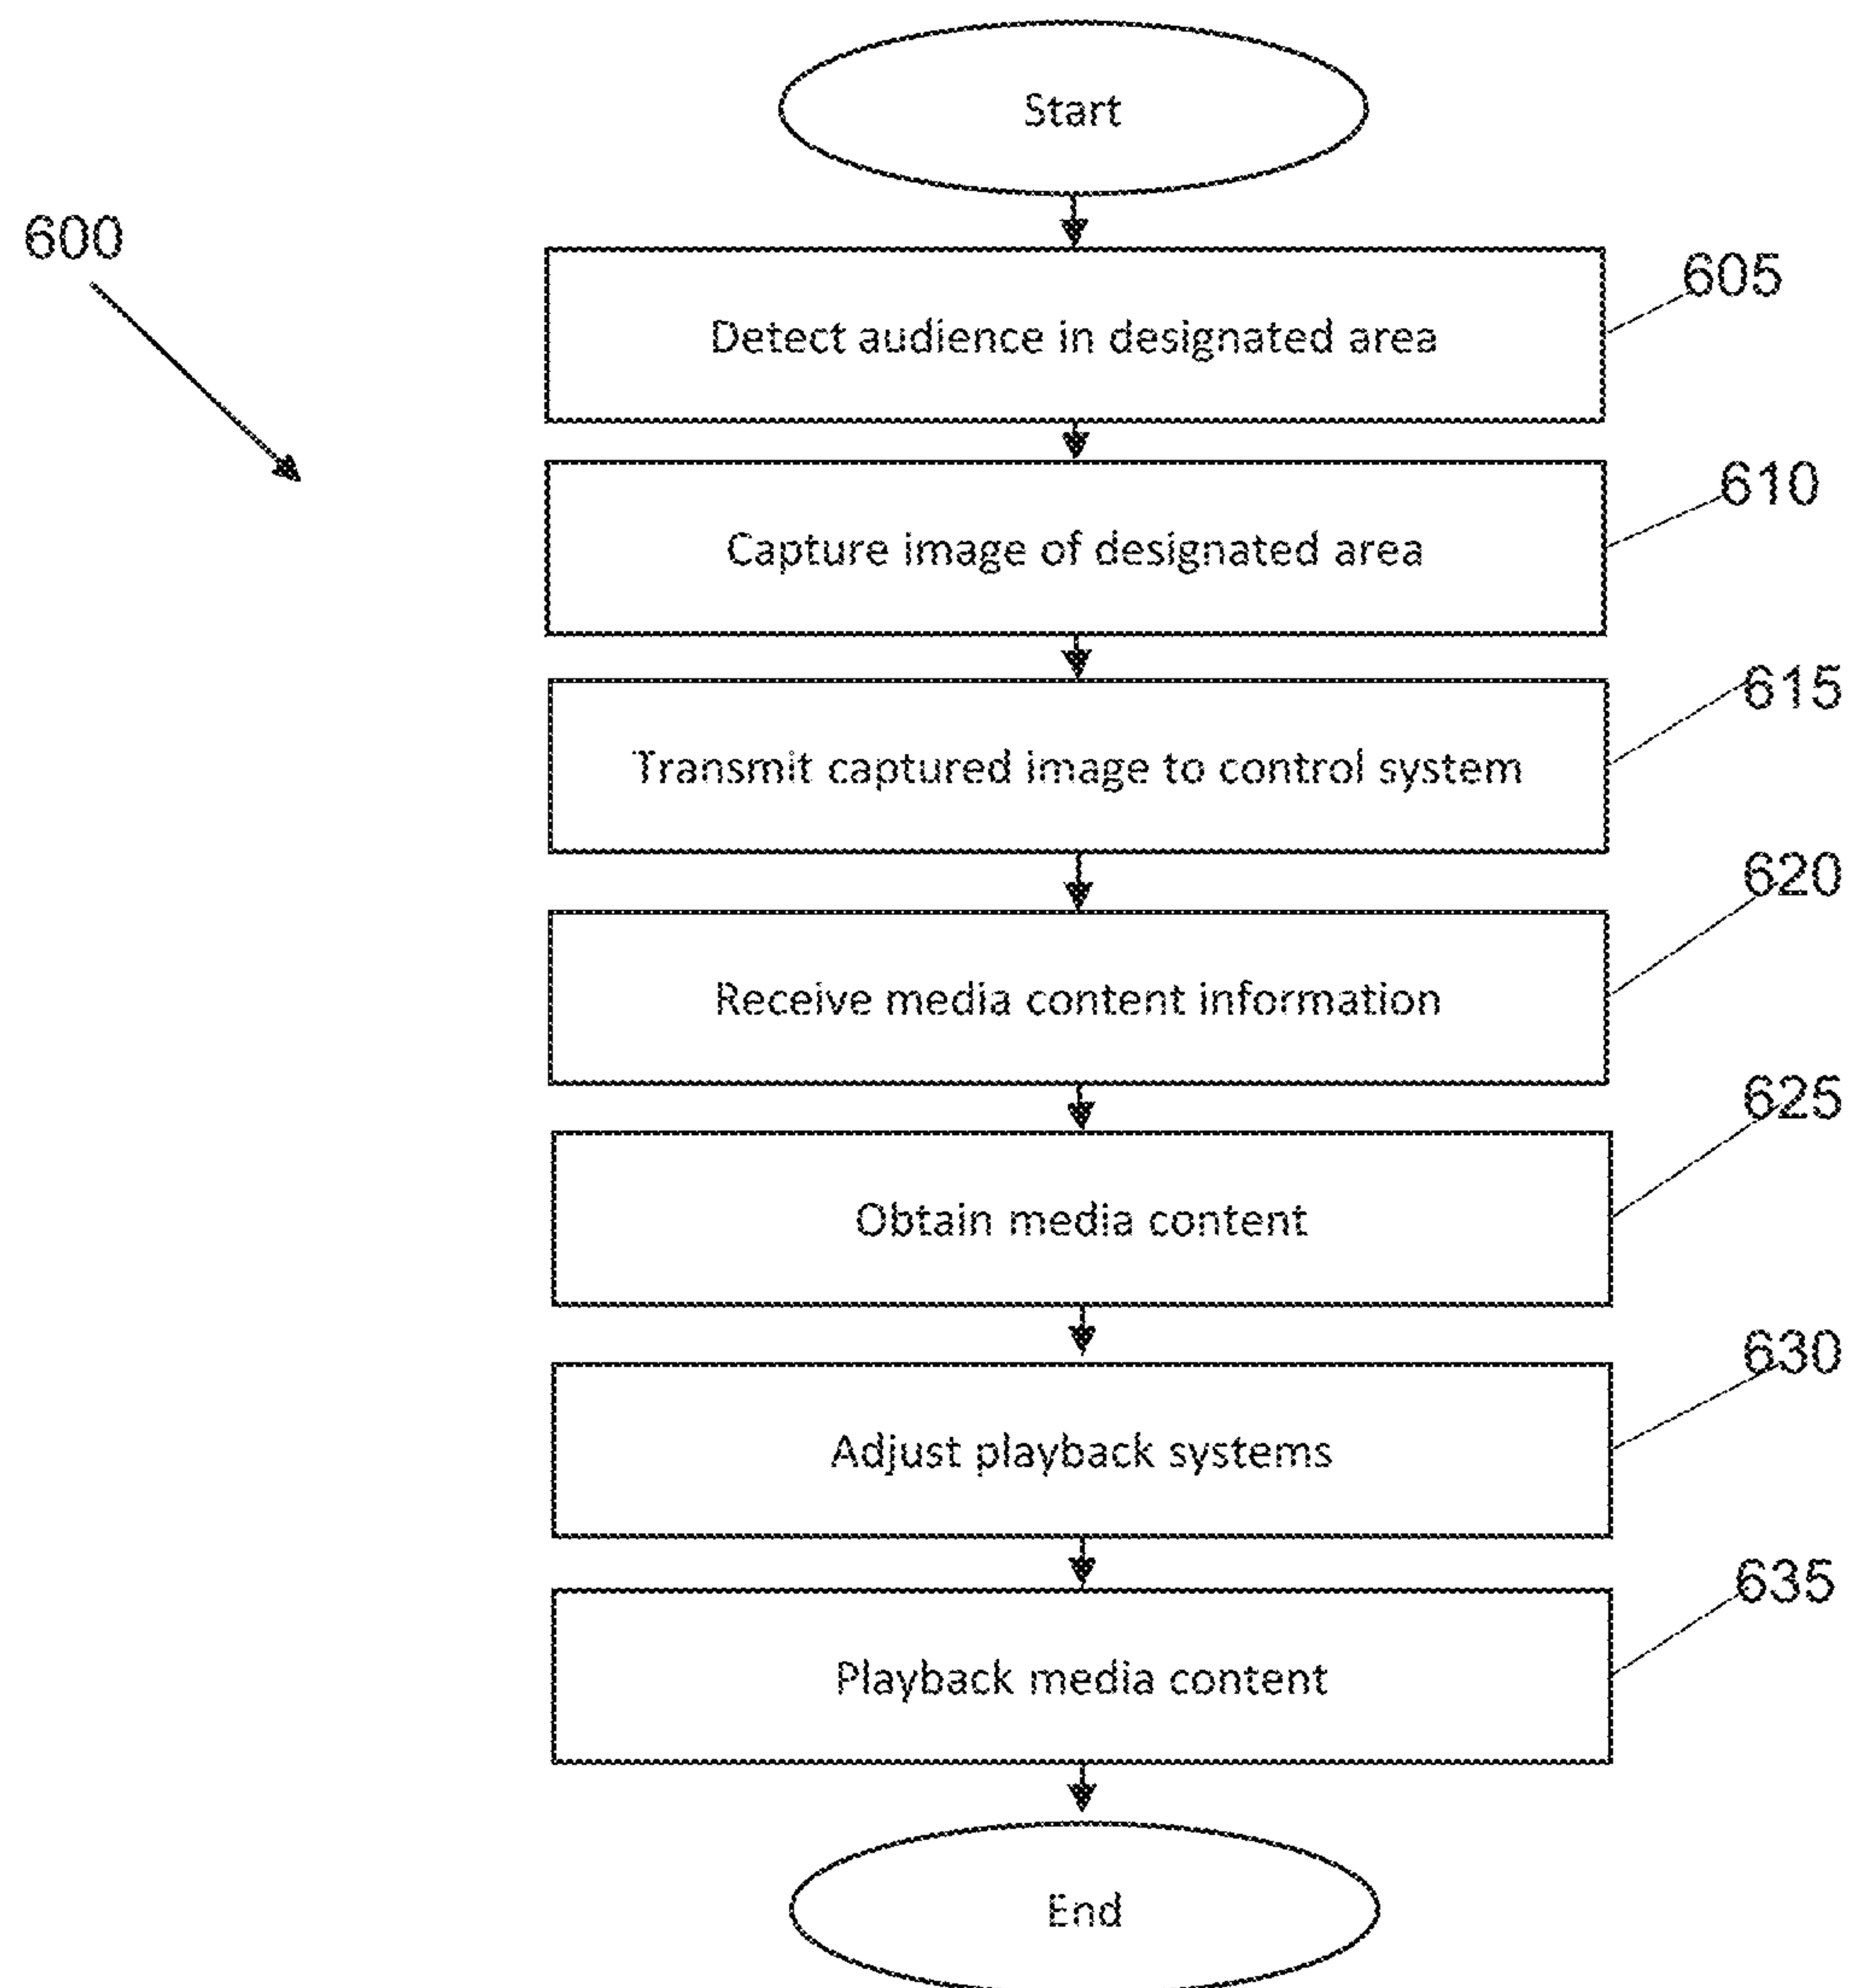 Start
600
605
Detect audience in designated area
610
Capture image of designated area
615
Transmit captured image to control system
620
Receive media content information
625
Obtain media content
630
Adjust playback systems
635
Playback media content
End